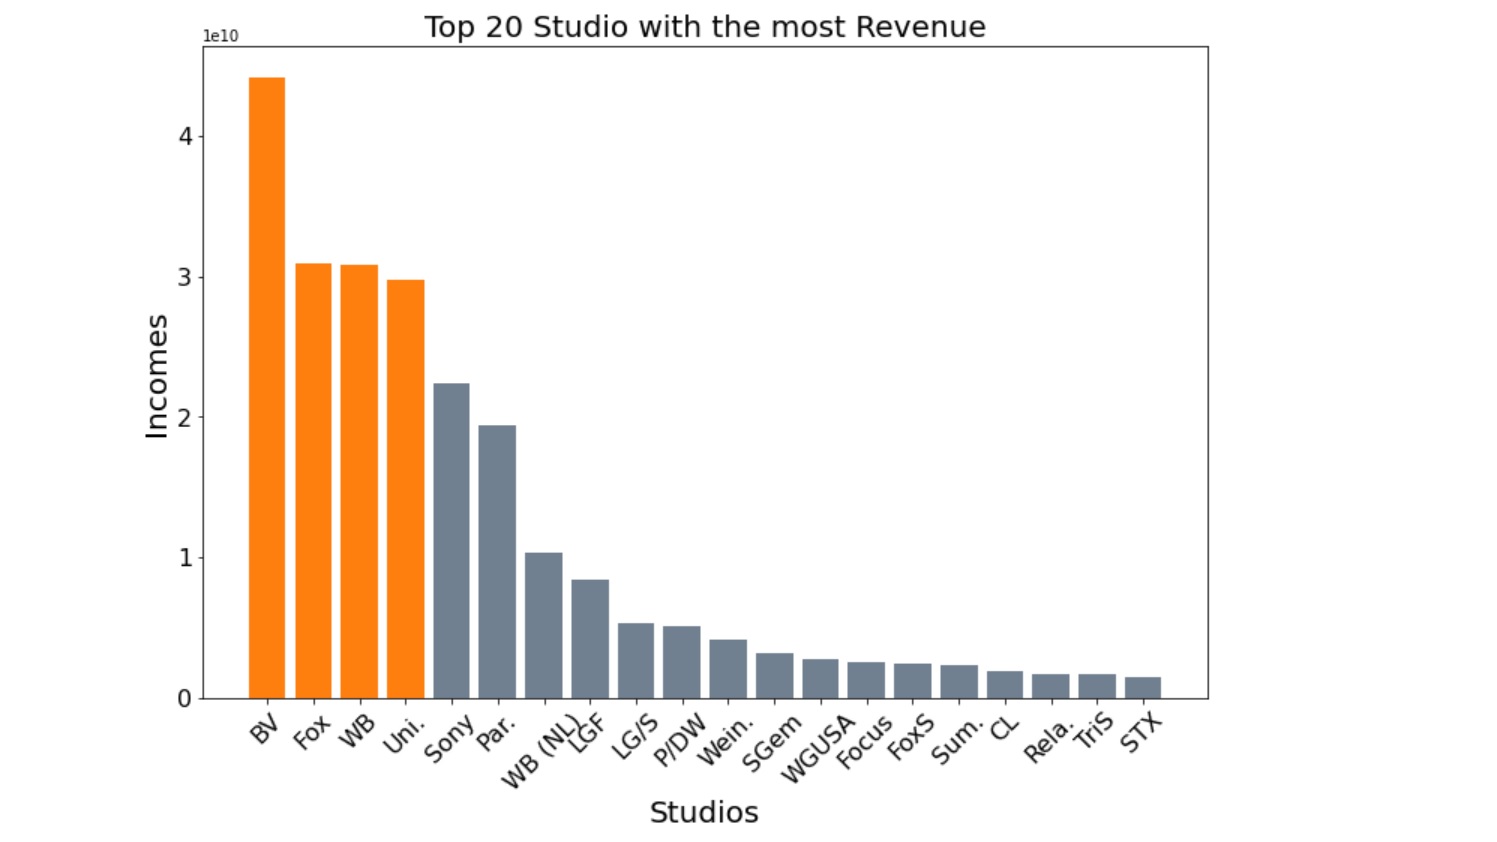 Top 20 Studio with the most Revenue
1e10
4
3
2
1
0
Incomes
BV Fox WB Uni. Sony Par. WB (NL) LGF LG/S P/DW Wein. SGem WGUSA Focus FoxS Sum. CL Rela. TriS STX
Studios